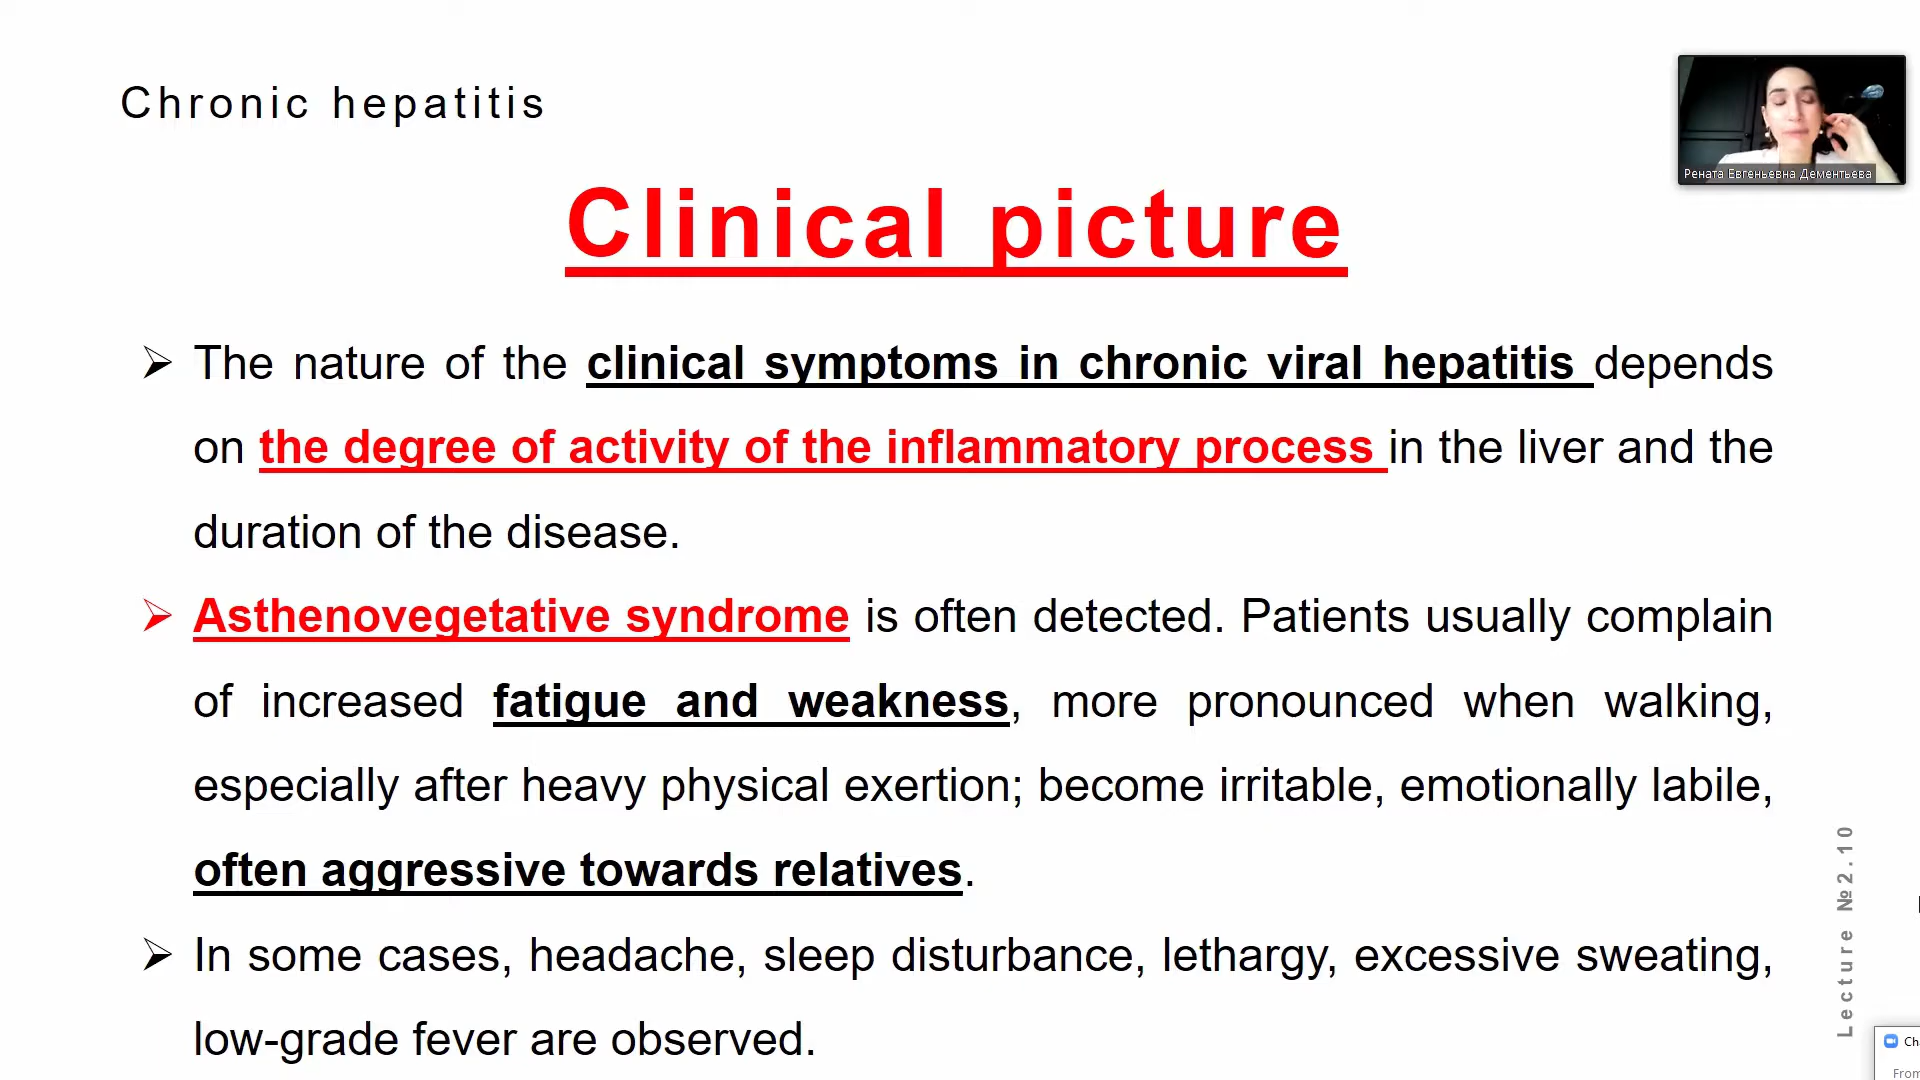 Chronic hepatitis
Рената Евгеньевна Дементьева
Clinical picture
➢ The nature of the clinical symptoms in chronic viral hepatitis depends
on the degree of activity of the inflammatory process in the liver and the
duration of the disease.
➢ Asthenovegetative syndrome is often detected. Patients usually complain
of increased fatigue and weakness, more pronounced when walking,
especially after heavy physical exertion; become irritable, emotionally labile,
often aggressive towards relatives.
➢ In some cases, headache, sleep disturbance, lethargy, excessive sweating,
low-grade fever are observed.
Lecture №2.10
From